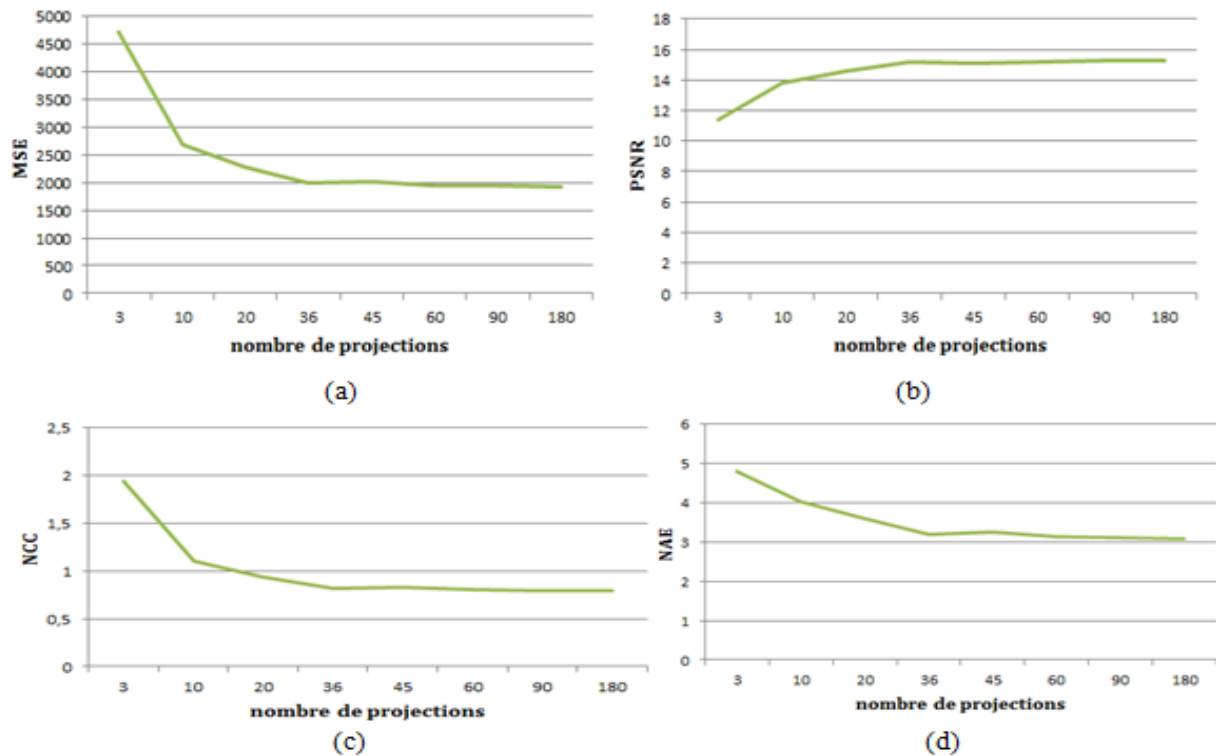 5000
4500
4000
3500
3000
2500
2000
1500
1000
500
0
MSE
3 10 20 36 45 60 90 180
nombre de projections
(a)
18
16
14
12
10
8
6
4
2
0
PSNR
3 10 20 36 45 60 90 180
nombre de projections
(b)
2,5
2
1,5
1
0,5
0
NCC
3 10 20 36 45 60 90 180
nombre de projections
(c)
6
5
4
3
2
1
0
NAE
3 10 20 36 45 60 90 180
nombre de projections
(d)